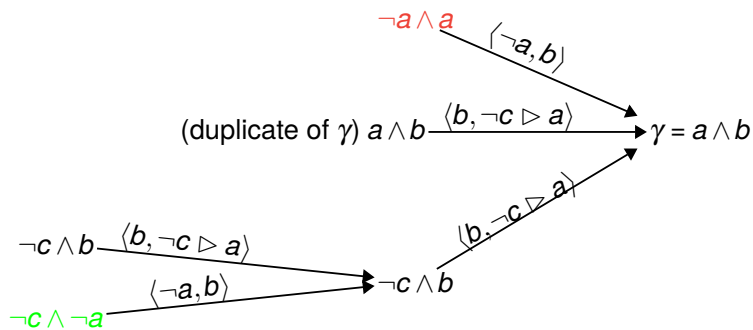 ¬a ∧ a
⟨¬a, b⟩
(duplicate of γ) a ∧ b
⟨b, ¬c ▷ a⟩
γ = a ∧ b
⟨b, ¬c ▷ a⟩
¬c ∧ b
⟨b, ¬c ▷ a⟩
¬c ∧ b
⟨¬a, b⟩
¬c ∧ ¬a